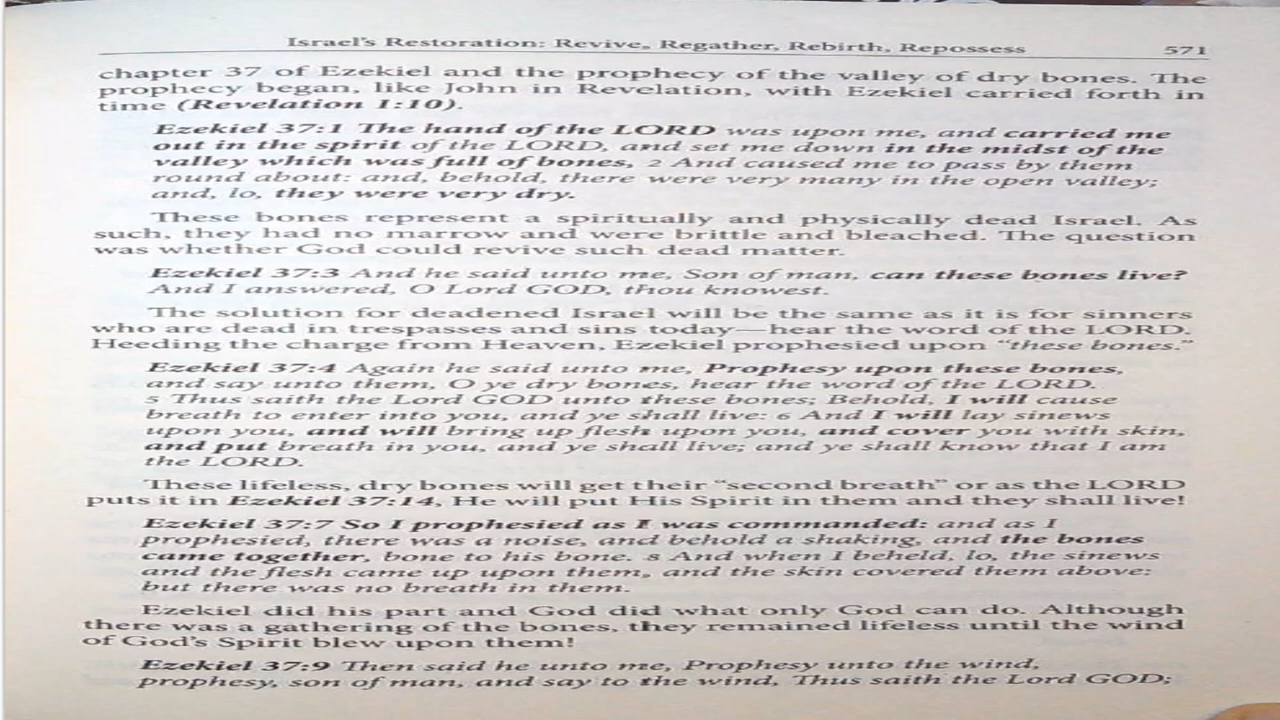 Israel's Restoration: Revive, Regather, Rebirth, Repossess 571
chapter 37 of Ezekiel and the prophecy of the valley of dry bones. The
prophecy began, like John in Revelation, with Ezekiel carried forth in
time (Revelation 1:10).
Ezekiel 37:1 The hand of the LORD was upon me, and carried me
out in the spirit of the LORD, and set me down in the midst of the
valley which was full of bones, 2 And caused me to pass by them
round about: and, behold, there were very many in the open valley;
and, lo, they were very dry.
These bones represent a spiritually and physically dead Israel. As
such, they had no marrow and were brittle and bleached. The question
was whether God could revive such dead matter.
Ezekiel 37:3 And he said unto me, Son of man, can these bones live?
And I answered, O Lord GOD, thou knowest.
The solution for deadened Israel will be the same as it is for sinners
who are dead in trespasses and sins today—hear the word of the LORD.
Heeding the charge from Heaven, Ezekiel prophesied upon "these bones."
Ezekiel 37:4 Again he said unto me, Prophesy upon these bones,
and say unto them, O ye dry bones, hear the word of the LORD.
5 Thus saith the Lord GOD unto these bones; Behold, I will cause
breath to enter into you, and ye shall live: 6 And I will lay sinews
upon you, and will bring up flesh upon you, and cover you with skin,
and put breath in you, and ye shall live; and ye shall know that I am
the LORD.
These lifeless, dry bones will get their "second breath" or as the LORD
puts it in Ezekiel 37:14, He will put His Spirit in them and they shall live!
Ezekiel 37:7 So I prophesied as I was commanded: and as I
prophesied, there was a noise, and behold a shaking, and the bones
came together, bone to his bone. 8 And when I beheld, lo, the sinews
and the flesh came up upon them, and the skin covered them above:
but there was no breath in them.
Ezekiel did his part and God did what only God can do. Although
there was a gathering of the bones, they remained lifeless until the wind
of God's Spirit blew upon them!
Ezekiel 37:9 Then said he unto me, Prophesy unto the wind,
prophesy, son of man, and say to the wind, Thus saith the Lord GOD;